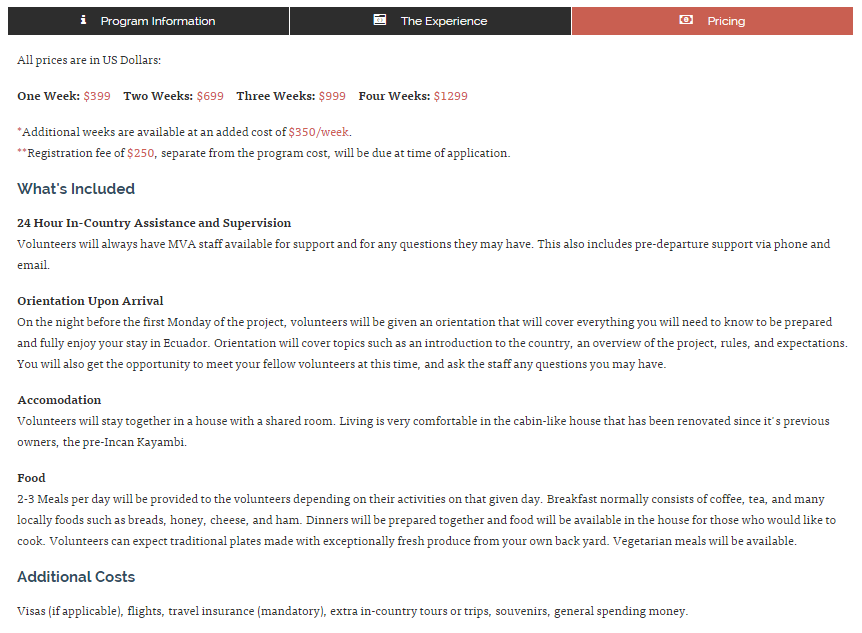 Program Information
The Experience
Pricing
All prices are in US Dollars:
One Week: $399 Two Weeks: $699 Three Weeks: $999 Four Weeks: $1299
*Additional weeks are available at an added cost of $350/week.
**Registration fee of $250, separate from the program cost, will be due at time of application.
What's Included
24 Hour In-Country Assistance and Supervision
Volunteers will always have MVA staff available for support and for any questions they may have. This also includes pre-departure support via phone and
email.
Orientation Upon Arrival
On the night before the first Monday of the project, volunteers will be given an orientation that will cover everything you will need to know to be prepared
and fully enjoy your stay in Ecuador. Orientation will cover topics such as an introduction to the country, an overview of the project, rules, and expectations.
You will also get the opportunity to meet your fellow volunteers at this time, and ask the staff any questions you may have.
Accomodation
Volunteers will stay together in a house with a shared room. Living is very comfortable in the cabin-like house that has been renovated since it's previous
owners, the pre-Incan Kayambi.
Food
2-3 Meals per day will be provided to the volunteers depending on their activities on that given day. Breakfast normally consists of coffee, tea, and many
locally foods such as breads, honey, cheese, and ham. Dinners will be prepared together and food will be available in the house for those who would like to
cook. Volunteers can expect traditional plates made with exceptionally fresh produce from your own back yard. Vegetarian meals will be available.
Additional Costs
Visas (if applicable), flights, travel insurance (mandatory), extra in-country tours or trips, souvenirs, general spending money.